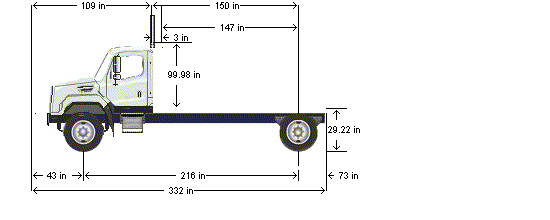 109 in
150 in
147 in
3 in
99.98 in
29.22 in
43 in
216 in
73 in
332 in